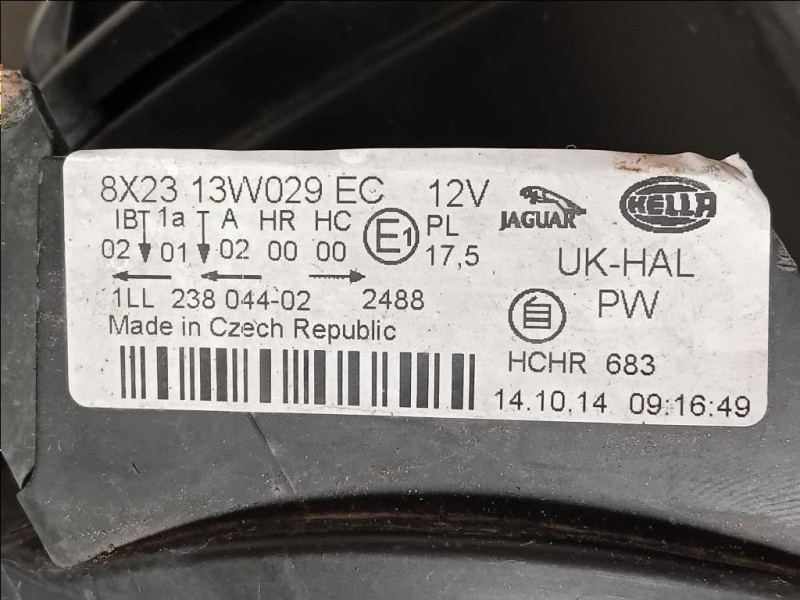 8X23 13W029 EC 12V JAGUAR HELLA
IBT 1a T A HR HC E1 PL
02 01 02 00 00 17,5 UK-HAL
1LL 238 044-02 2488 自 PW
Made in Czech Republic
HCHR 683
14.10.14 09:16:49